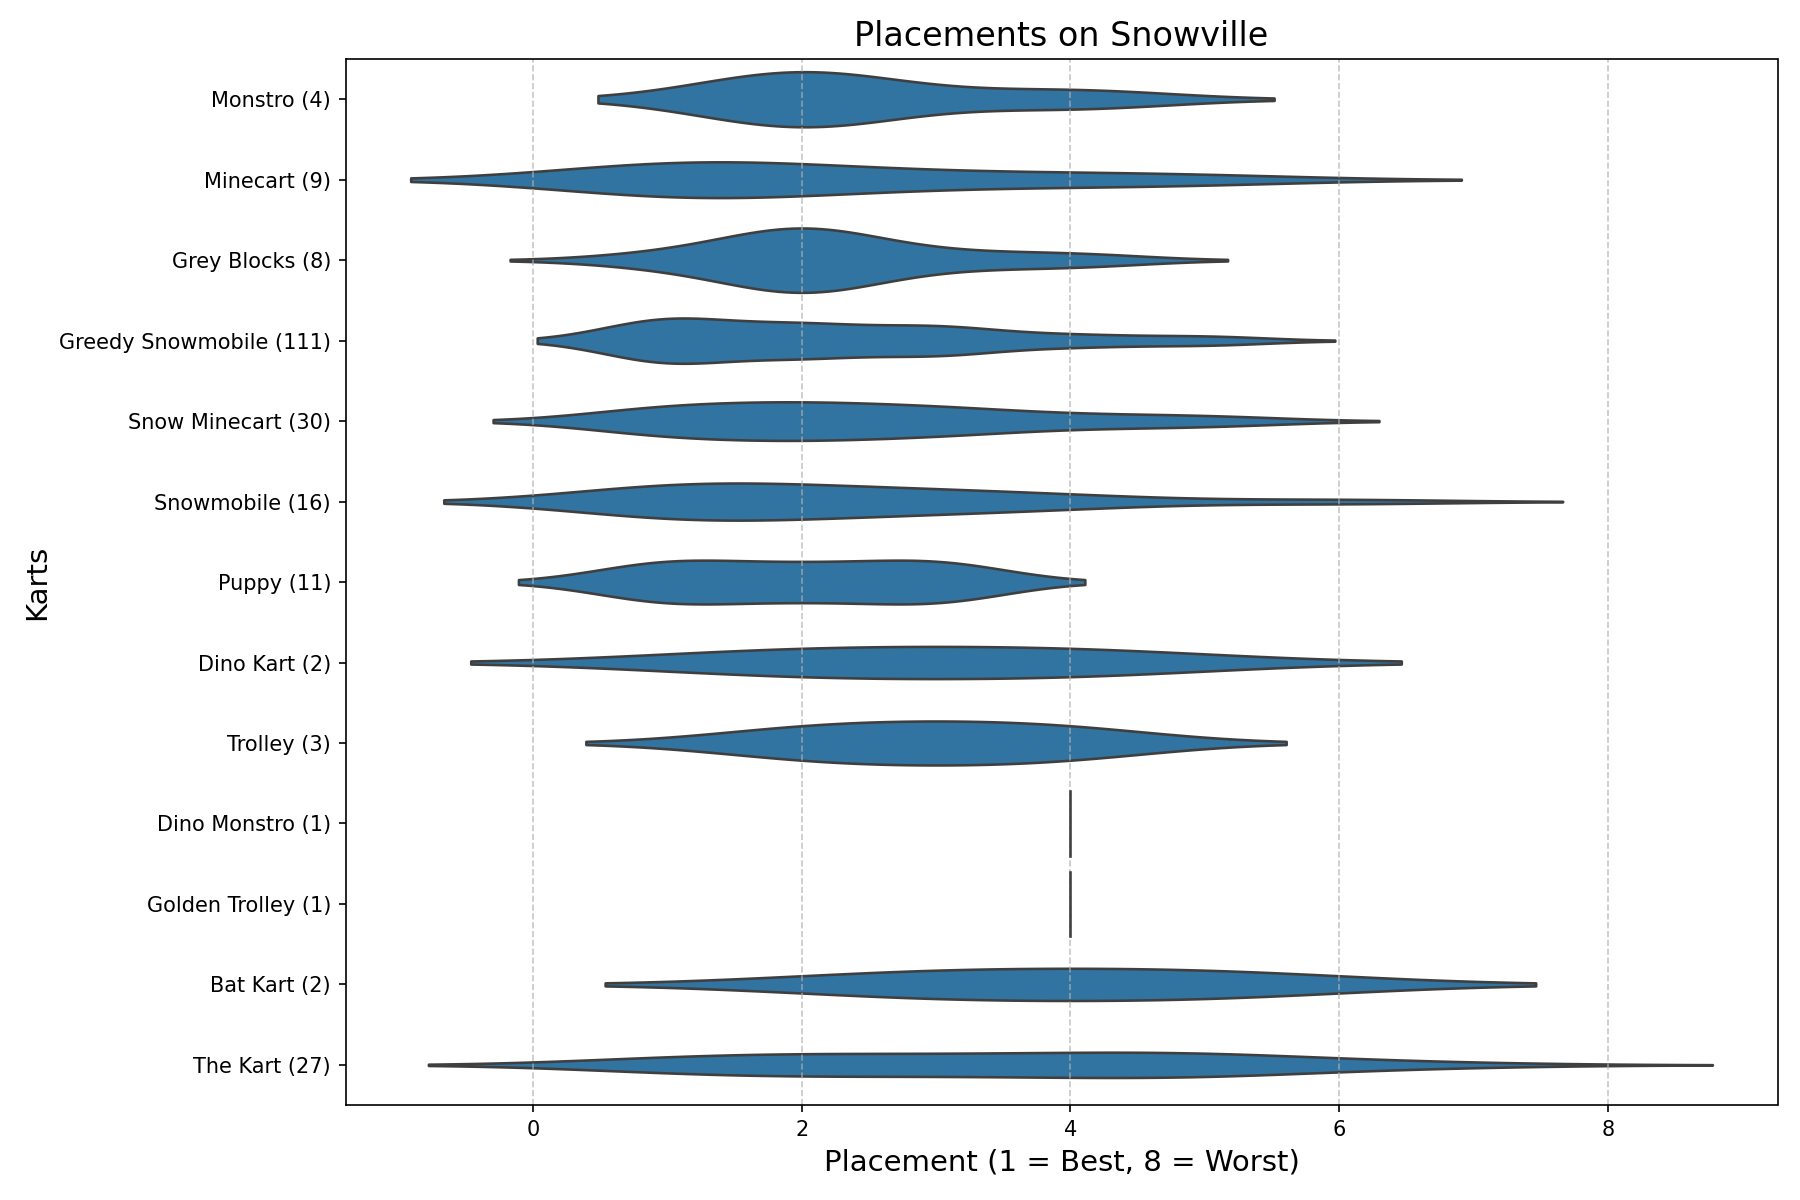 Placements on Snowville
Monstro (4)
Minecart (9)
Grey Blocks (8)
Greedy Snowmobile (111)
Snow Minecart (30)
Snowmobile (16)
Puppy (11)
Dino Kart (2)
Trolley (3)
Dino Monstro (1)
Golden Trolley (1)
Bat Kart (2)
The Kart (27)
Karts
0 2 4 6 8
Placement (1 = Best, 8 = Worst)